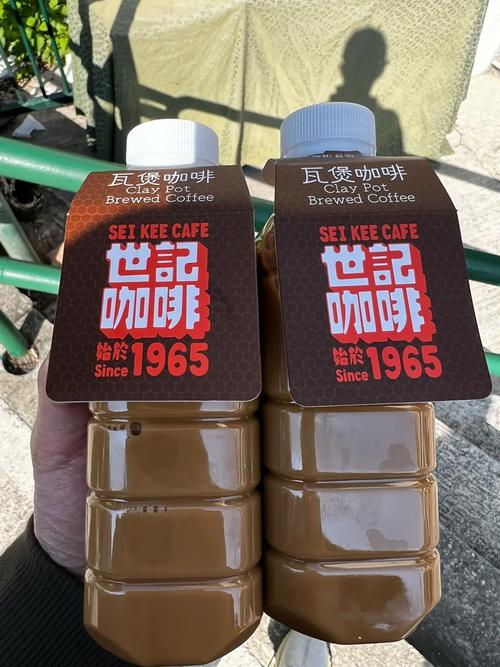 瓦煲咖啡
Clay Pot
Brewed Coffee
SEI KEE CAFE
世記
咖啡
始於
Since 1965
瓦煲咖啡
Clay Pot
Brewed Coffee
SEI KEE CAFE
世記
咖啡
始於
Since 1965